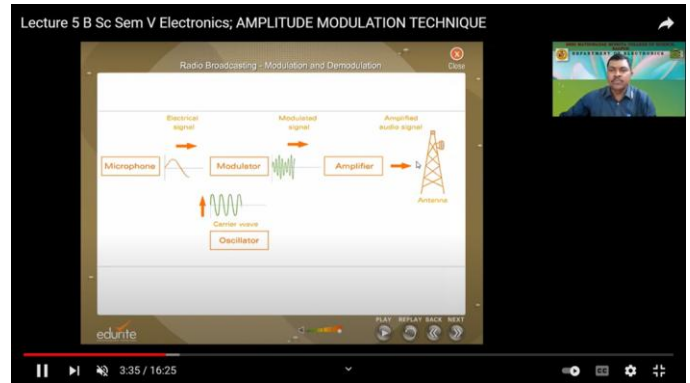 Lecture 5 B Sc Sem V Electronics; AMPLITUDE MODULATION TECHNIQUE
Radio Broadcasting - Modulation and Demodulation
Close
DEPARTMENT OF ELECTRONICS
Electrical
signal
Modulated
signal
Amplified
audio signal
Microphone
Modulator
Amplifier
Antenna
Carrier wave
Oscillator
edurite
PLAY REPLAY BACK NEXT
3:35 / 16:25
CC